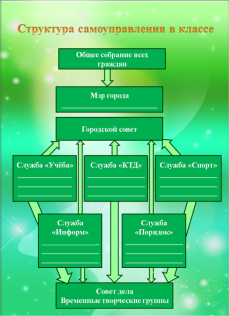 Структура самоуправления в классе
Общее собрание всех
граждан
Мэр города
Городской совет
Служба «Учёба»
Служба «КТД»
Служба «Спорт»
Служба
«Информ»
Служба
«Порядок»
Совет дела
Временные творческие группы